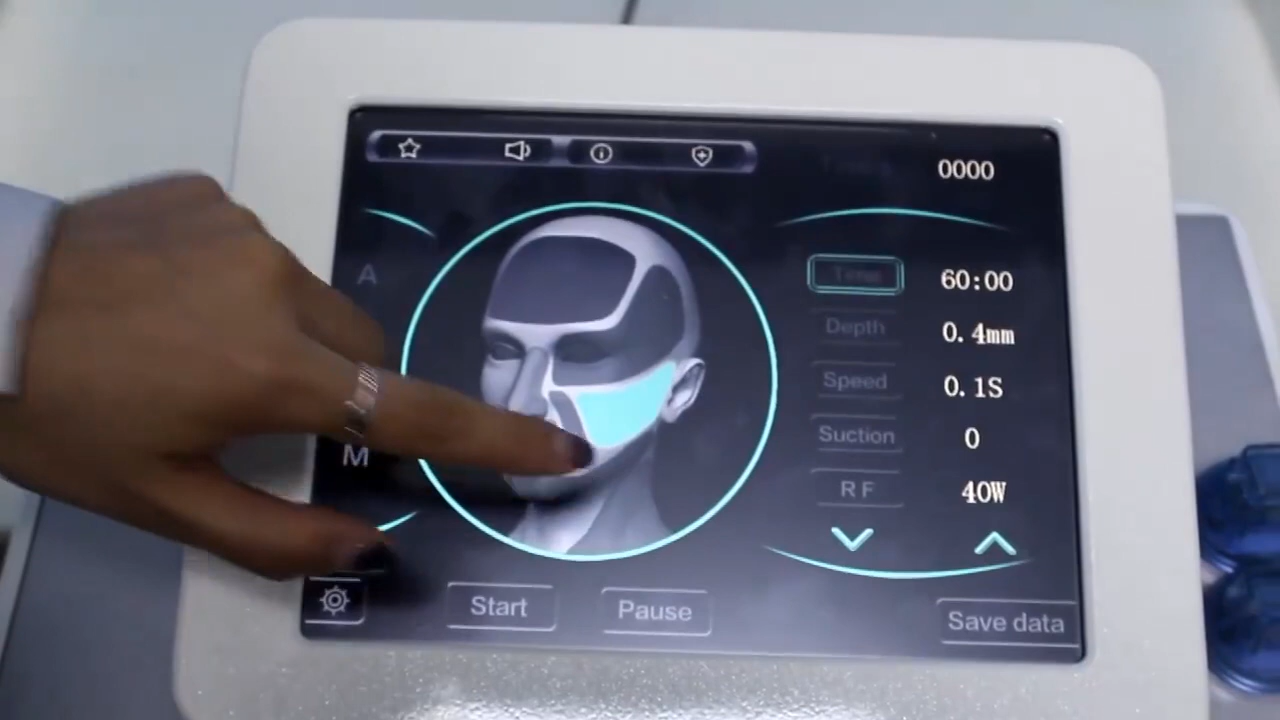 0000
A
Time 60:00
Depth 0.4mm
Speed 0.1S
Suction 0
M
RF 40W
Start Pause Save data